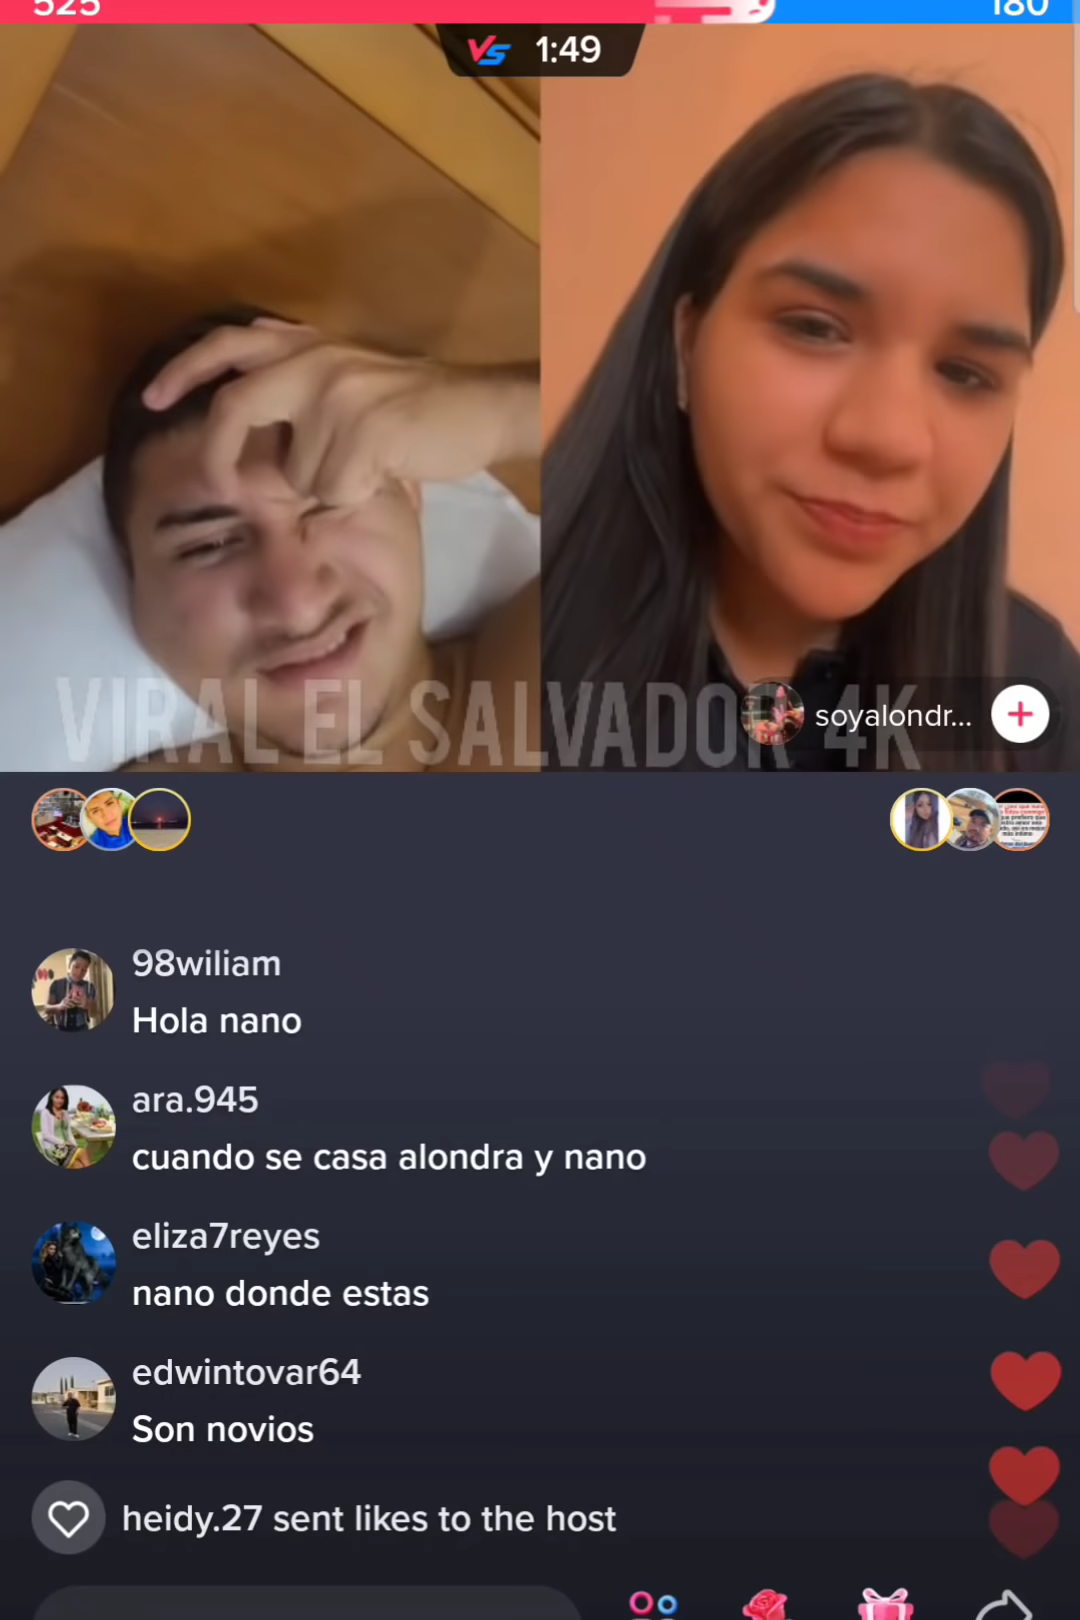 525
180
VS 1:49
VIRAL EL SALVADOR 4K
soyalondr...
98wiliam
Hola nano
ara.945
cuando se casa alondra y nano
eliza7reyes
nano donde estas
edwintovar64
Son novios
heidy.27 sent likes to the host